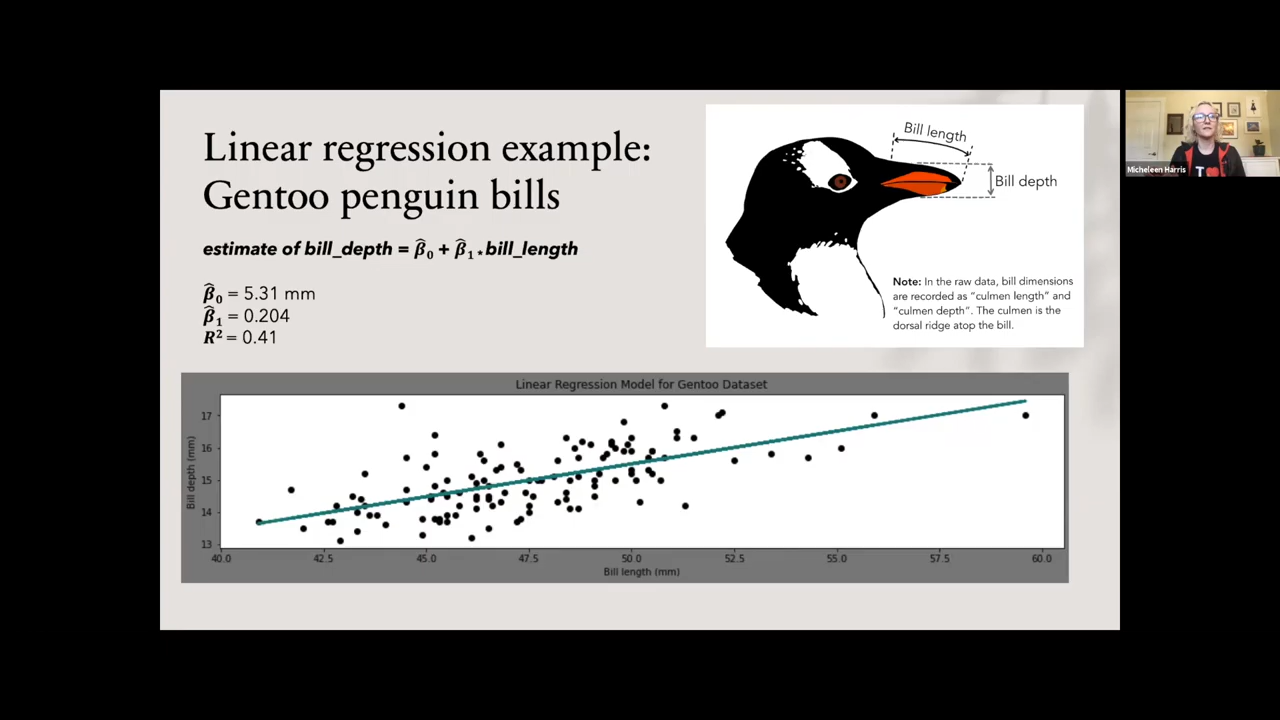 Linear regression example:
Gentoo penguin bills
estimate of bill_depth = β̂₀ + β̂₁*bill_length
β̂₀ = 5.31 mm
β̂₁ = 0.204
R² = 0.41
Bill length
Bill depth
Note: In the raw data, bill dimensions
are recorded as “culmen length” and
“culmen depth”. The culmen is the
dorsal ridge atop the bill.
Micheleen Harris
I
Linear Regression Model for Gentoo Dataset
Bill depth (mm)
17
16
15
14
13
40.0 42.5 45.0 47.5 50.0 52.5 55.0 57.5 60.0
Bill length (mm)